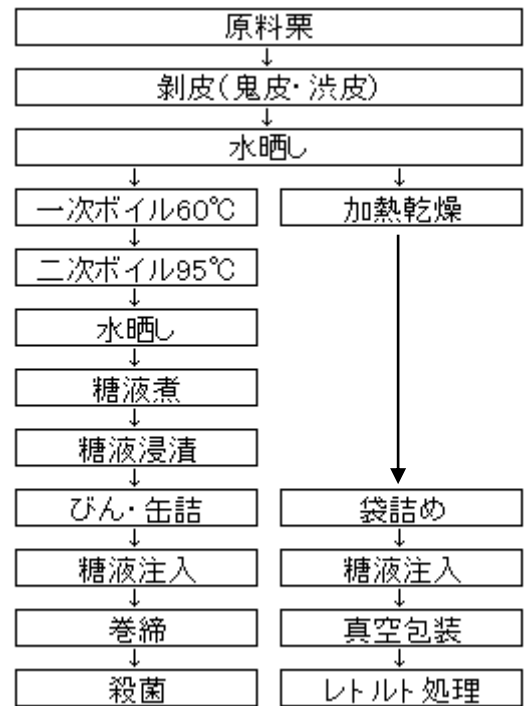 原料栗
↓
剥皮(鬼皮・渋皮)
↓
水晒し
↓ ↓
一次ボイル60℃ 加熱乾燥
↓
二次ボイル95℃
↓
水晒し
↓
糖液煮
↓
糖液浸漬
↓
びん・缶詰 袋詰め
↓ ↓
糖液注入 糖液注入
↓ ↓
巻締 真空包装
↓ ↓
殺菌 レトルト処理